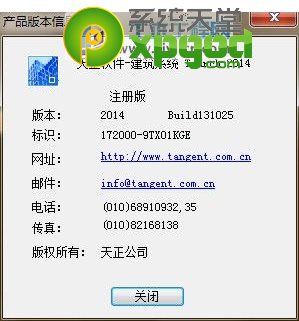 产品版本信
系统天堂
pxpgod
天正软件-建筑系统 T 2014
注册版
版本： 2014 Build131025
标识： 172000-9TX01KGE
网址： http://www.tangent.com.cn
邮件： info@tangent.com.cn
电话： (010)68910932,35
传真： (010)82168138
版权所有： 天正公司
关闭